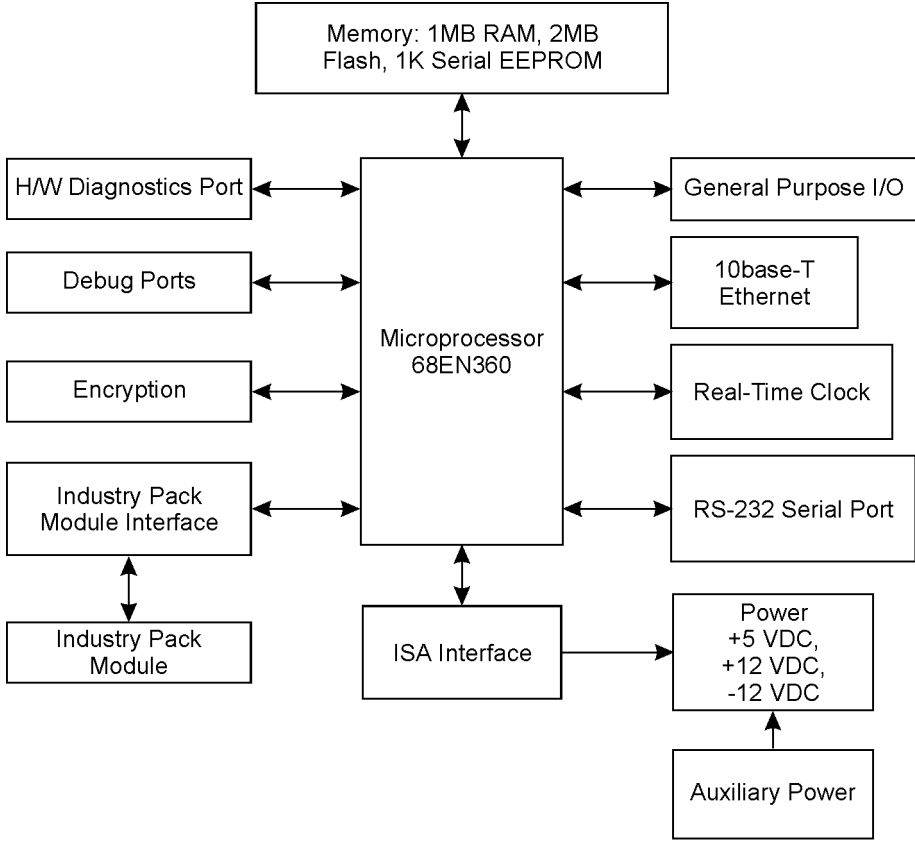 Memory: 1MB RAM, 2MB
Flash, 1K Serial EEPROM
H/W Diagnostics Port
General Purpose I/O
Debug Ports
10base-T
Ethernet
Microprocessor
68EN360
Encryption
Real-Time Clock
Industry Pack
Module Interface
RS-232 Serial Port
Industry Pack
Module
ISA Interface
Power
+5 VDC,
+12 VDC,
-12 VDC
Auxiliary Power